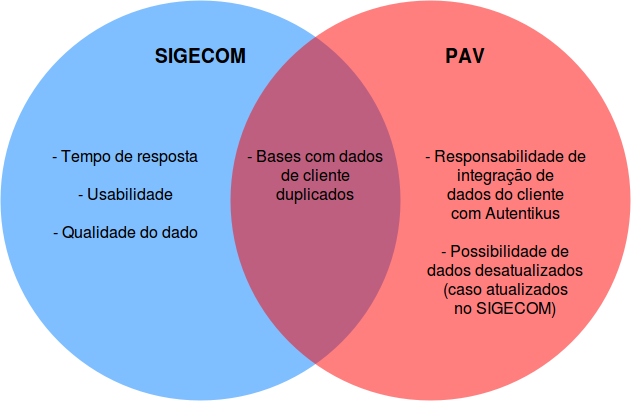 SIGECOM
PAV
- Tempo de resposta
- Usabilidade
- Qualidade do dado
- Bases com dados
de cliente
duplicados
- Responsabilidade de
integração de
dados do cliente
com Autentikus
- Possibilidade de
dados desatualizados
(caso atualizados
no SIGECOM)